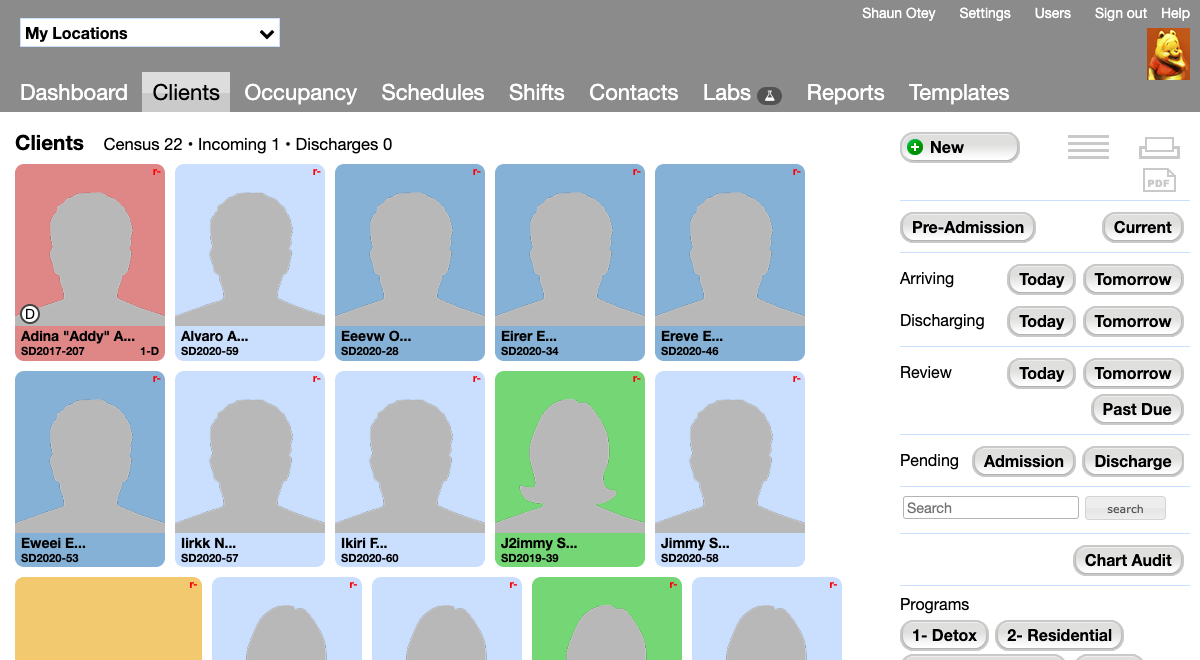 Shaun Otey Settings Users Sign out Help
My Locations
Dashboard Clients Occupancy Schedules Shifts Contacts Labs Reports Templates
Clients Census 22 • Incoming 1 • Discharges 0
r- r- r- r- r-
D
Adina "Addy" A... Alvaro A... Eeevw O... Eirer E... Ereve E...
SD2017-207 1-D SD2020-59 SD2020-28 SD2020-34 SD2020-46
r- r- r- r- r-
Eweei E... Iirkk N... Ikiri F... J2immy S... Jimmy S...
SD2020-53 SD2020-57 SD2020-60 SD2019-39 SD2020-58
r- r- r- r- r-
New
PDF
Pre-Admission Current
Arriving Today Tomorrow
Discharging Today Tomorrow
Review Today Tomorrow
Past Due
Pending Admission Discharge
Search search
Chart Audit
Programs
1- Detox 2- Residential